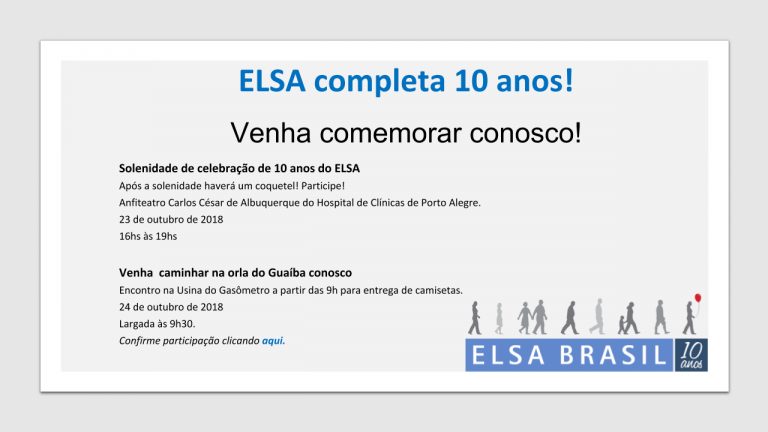 ELSA completa 10 anos!
Venha comemorar conosco!
Solenidade de celebração de 10 anos do ELSA
Após a solenidade haverá um coquetel! Participe!
Anfiteatro Carlos César de Albuquerque do Hospital de Clínicas de Porto Alegre.
23 de outubro de 2018
16hs às 19hs
Venha  caminhar na orla do Guaíba conosco
Encontro na Usina do Gasômetro a partir das 9h para entrega de camisetas.
24 de outubro de 2018
Largada às 9h30.
Confirme participação clicando aqui.
ELSA BRASIL 10 anos